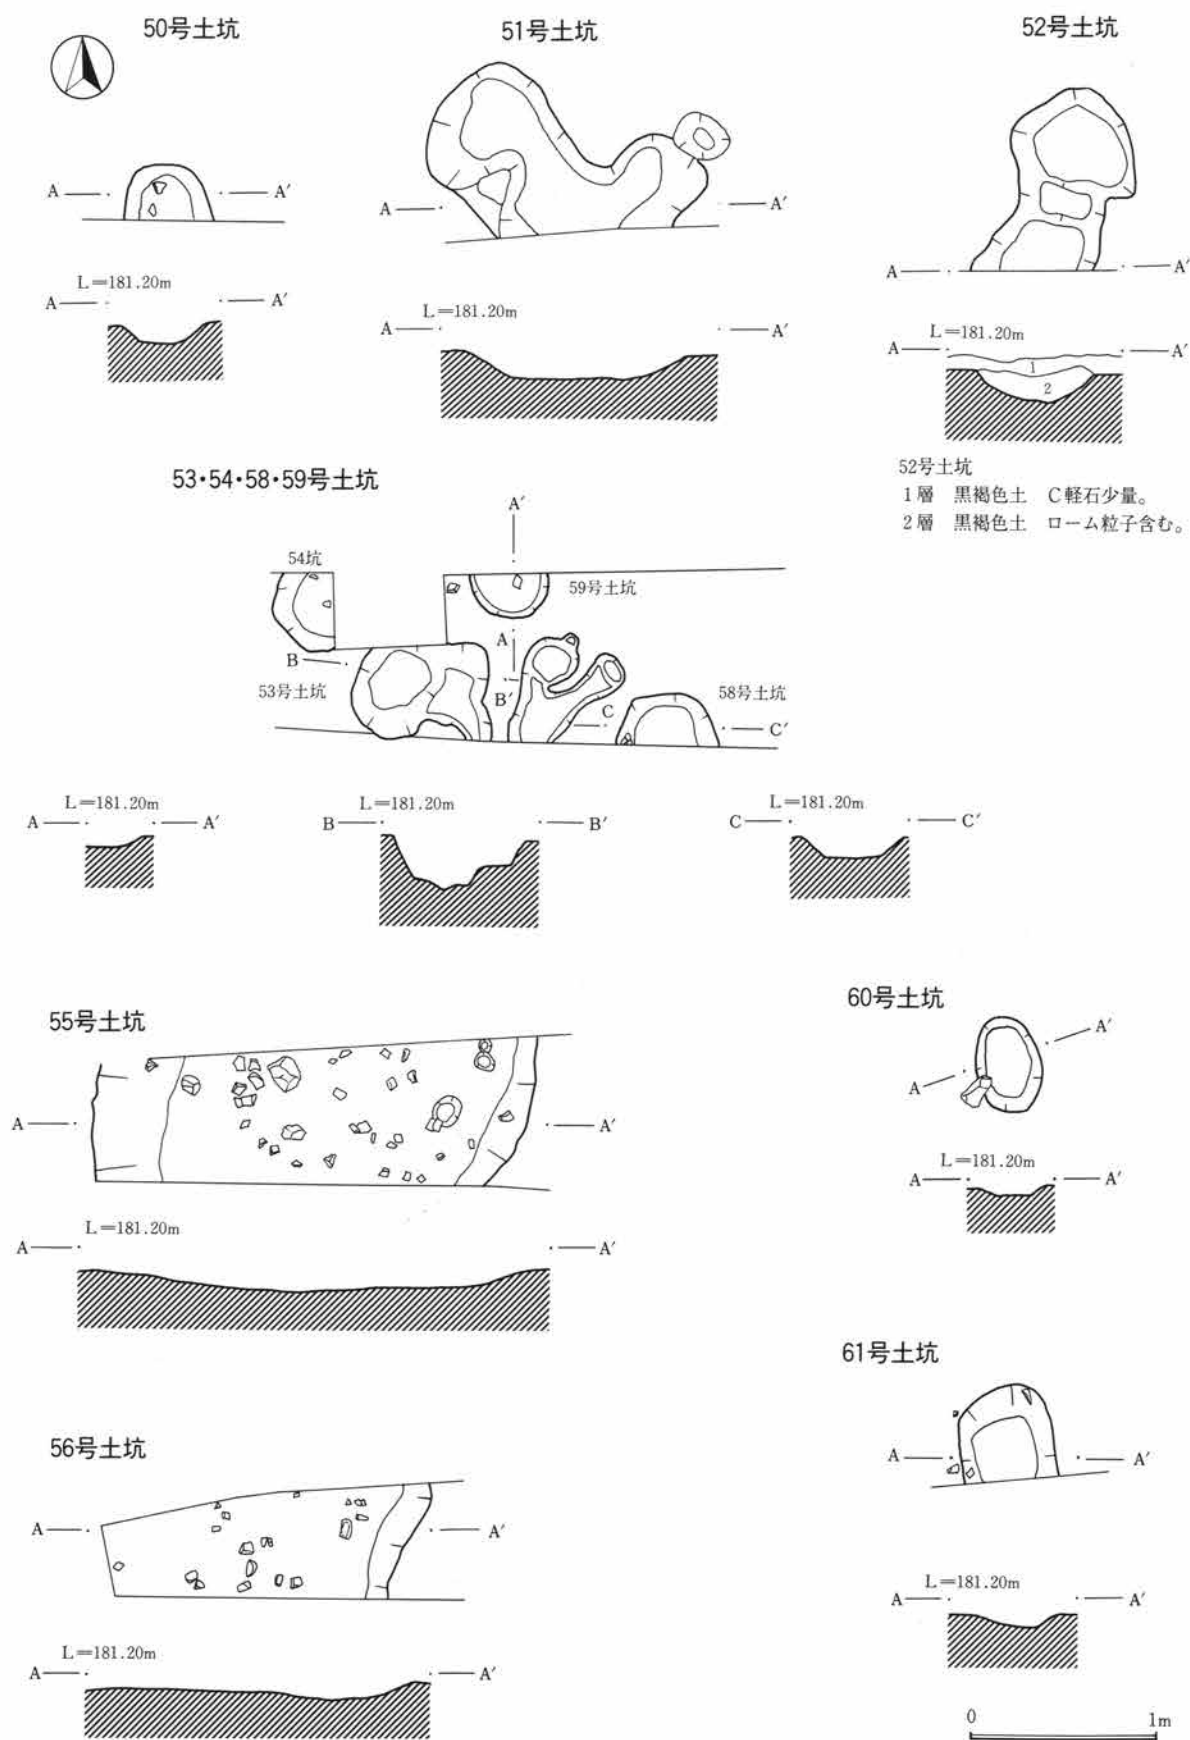 50号土坑
A A′
L=181.20m
A A′
51号土坑
A A′
L=181.20m
A A′
52号土坑
A A′
L=181.20m
A A′
1
2
52号土坑
1層 黒褐色土 C軽石少量。
2層 黒褐色土 ローム粒子含む。
53・54・58・59号土坑
A′
54坑
59号土坑
A
B
53号土坑
B′
58号土坑
C C′
L=181.20m
A A′
L=181.20m
B B′
L=181.20m
C C′
55号土坑
A A′
L=181.20m
A A′
60号土坑
A′
A
L=181.20m
A A′
61号土坑
A A′
L=181.20m
A A′
56号土坑
A A′
L=181.20m
A A′
0 1m